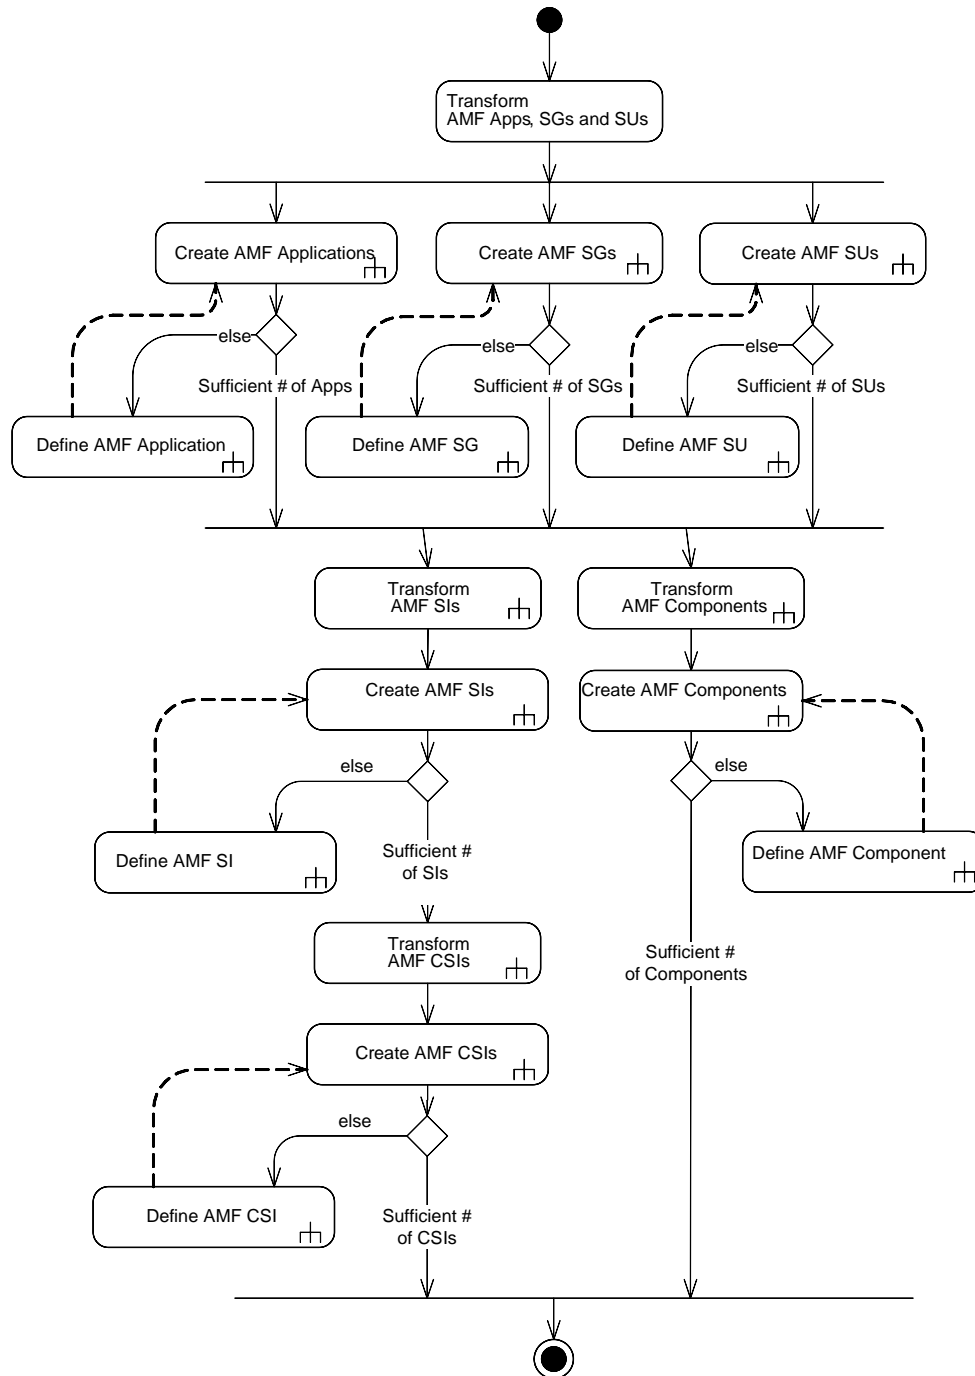 Transform
AMF Apps, SGs and SUs
Create AMF Applications
Create AMF SGs
Create AMF SUs
else
else
else
Sufficient # of Apps
Sufficient # of SGs
Sufficient # of SUs
Define AMF Application
Define AMF SG
Define AMF SU
Transform
AMF SIs
Transform
AMF Components
Create AMF SIs
Create AMF Components
else
else
Sufficient #
of SIs
Define AMF SI
Define AMF Component
Transform
AMF CSIs
Sufficient #
of Components
Create AMF CSIs
else
Define AMF CSI
Sufficient #
of CSIs